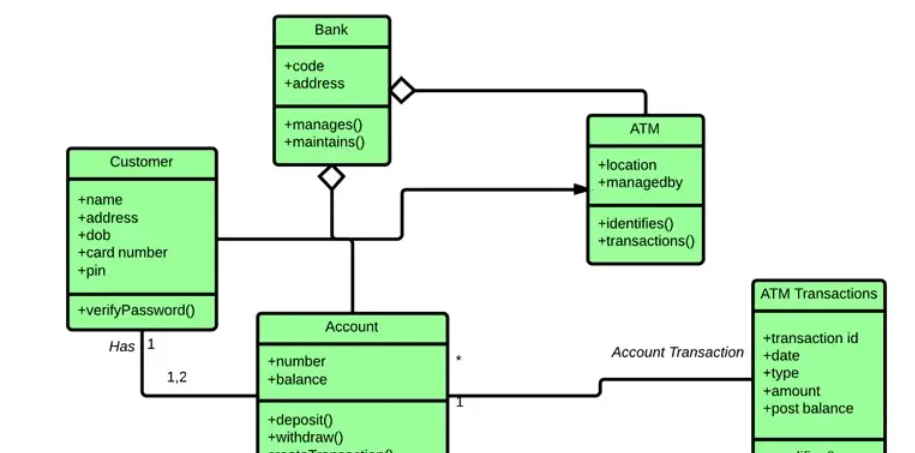 Bank
+code
+address
+manages()
+maintains()
ATM
+location
+managedby
+identifies()
+transactions()
Customer
+name
+address
+dob
+card number
+pin
+verifyPassword()
Has
1
1,2
Account
+number
+balance
+deposit()
+withdraw()
*
1
Account Transaction
ATM Transactions
+transaction id
+date
+type
+amount
+post balance